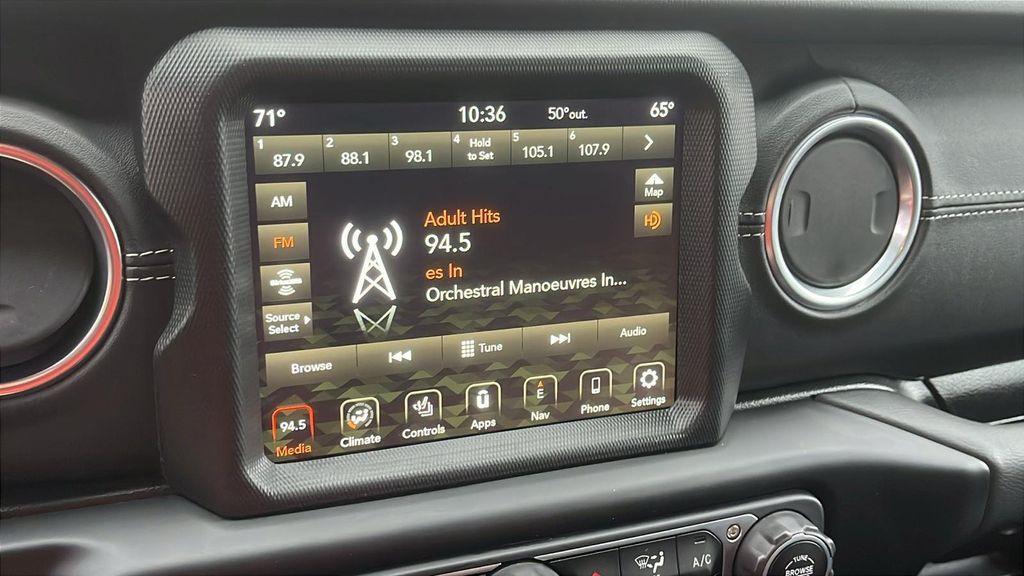 71° 10:36 50°out. 65°
1 87.9 2 88.1 3 98.1 4 Hold to Set 5 105.1 6 107.9
AM
FM
Source Select
Map
HD
Adult Hits
94.5
es In
Orchestral Manoeuvres In...
Browse Tune Audio
94.5 E
Media Climate Controls Apps Nav Phone Settings
A/C
TUNE
BROWSE